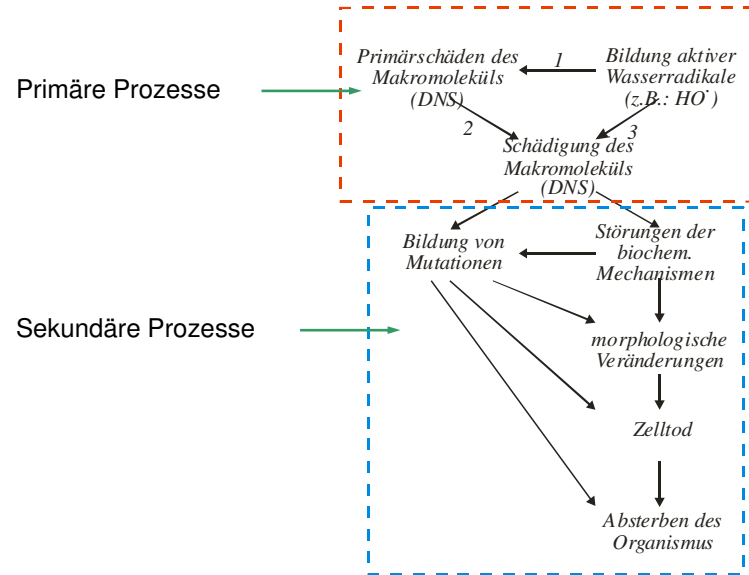 Primäre Prozesse
Primärschäden des
Makromoleküls
(DNS)
1
Bildung aktiver
Wasserradikale
(z.B.: HO˙)
2
3
Schädigung des
Makromoleküls
(DNS)
Sekundäre Prozesse
Bildung von
Mutationen
Störungen der
biochem.
Mechanismen
morphologische
Veränderungen
Zelltod
Absterben des
Organismus